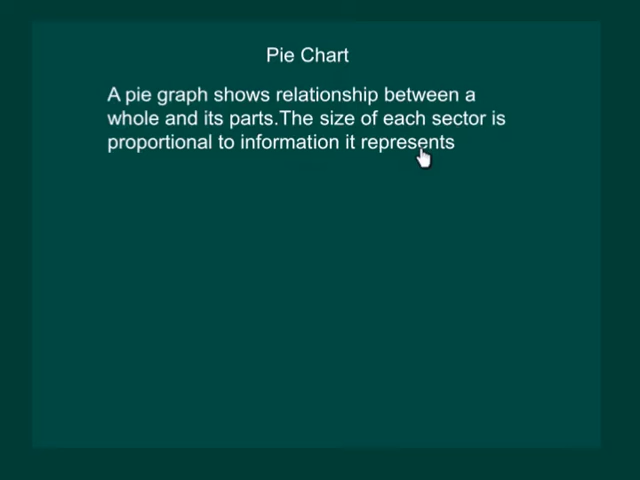 Pie Chart
A pie graph shows relationship between a
whole and its parts.The size of each sector is
proportional to information it represents